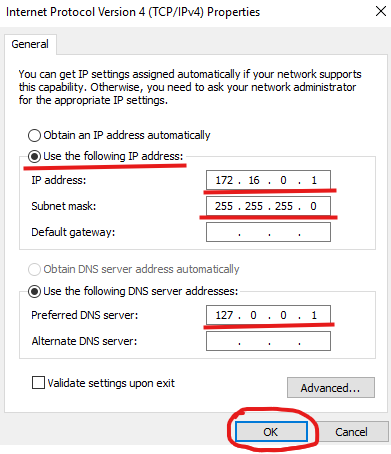 Internet Protocol Version 4 (TCP/IPv4) Properties
General
You can get IP settings assigned automatically if your network supports
this capability. Otherwise, you need to ask your network administrator
for the appropriate IP settings.
Obtain an IP address automatically
Use the following IP address:
IP address: 172 . 16 . 0 . 1
Subnet mask: 255 . 255 . 255 . 0
Default gateway: . . .
Obtain DNS server address automatically
Use the following DNS server addresses:
Preferred DNS server: 127 . 0 . 0 . 1
Alternate DNS server: . . .
Validate settings upon exit
Advanced...
OK Cancel